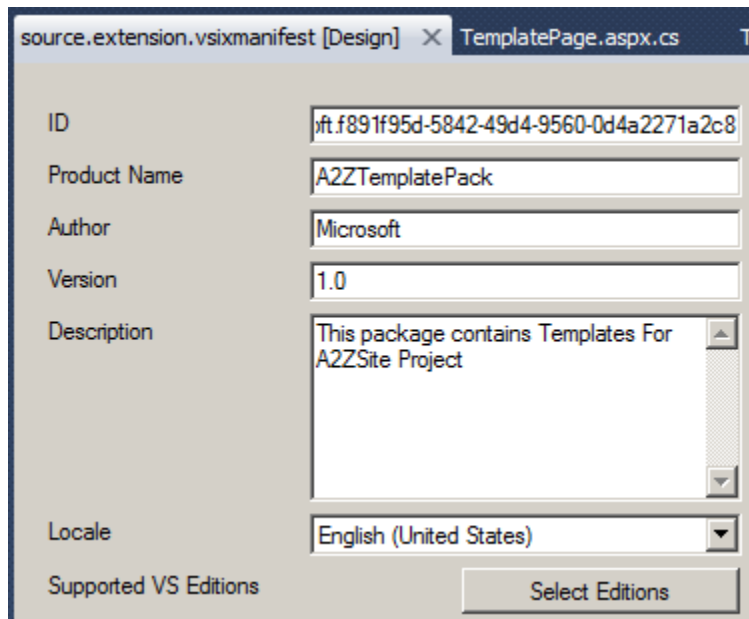 source.extension.vsixmanifest [Design] TemplatePage.aspx.cs
ID .f891f95d-5842-49d4-9560-0d4a2271a2c8
Product Name A2ZTemplatePack
Author Microsoft
Version 1.0
Description This package contains Templates For
A2ZSite Project
Locale English (United States)
Supported VS Editions Select Editions